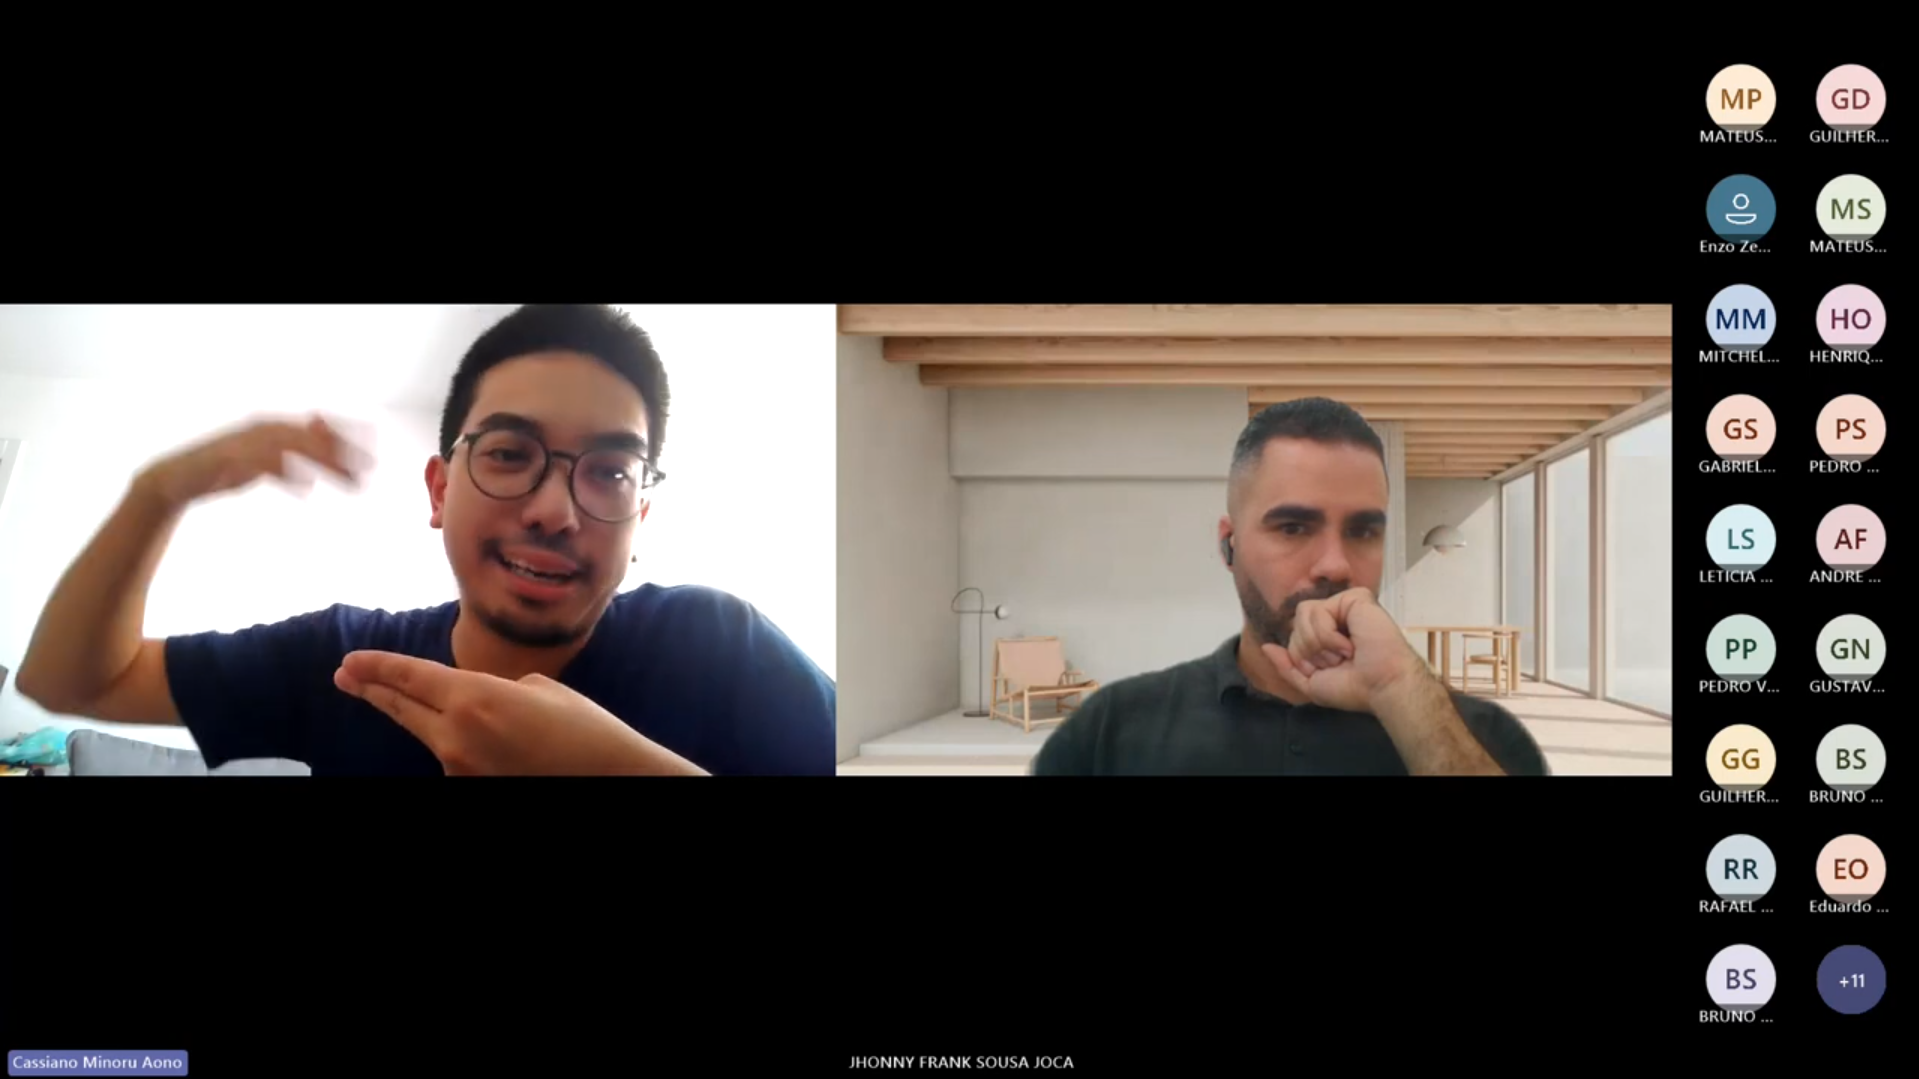 MP
GD
MATEUS...
GUILHER...
MS
Enzo Ze...
MATEUS...
MM
HO
MITCHEL...
HENRIQ...
GS
PS
GABRIEL...
PEDRO ...
LS
AF
LETICIA ...
ANDRE ...
PP
GN
PEDRO V...
GUSTAV...
GG
BS
GUILHER...
BRUNO ...
RR
EO
RAFAEL ...
Eduardo ...
BS
+11
BRUNO ...
Cassiano Minoru Aono
JHONNY FRANK SOUSA JOCA